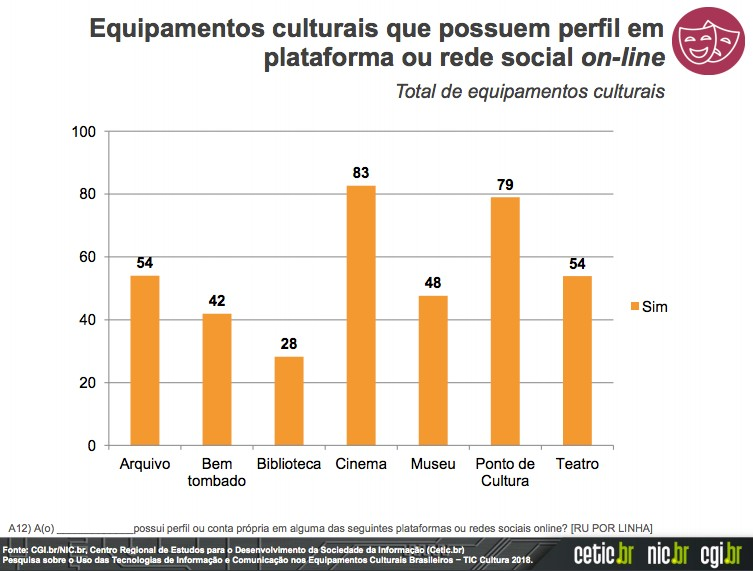 Equipamentos culturais que possuem perfil em
plataforma ou rede social on-line
Total de equipamentos culturais
100
80
60
40
20
0
54
42
28
83
48
79
54
Sim
Arquivo
Bem
tombado
Biblioteca
Cinema
Museu
Ponto de
Cultura
Teatro
A12) A(o) _____________possui perfil ou conta própria em alguma das seguintes plataformas ou redes sociais online? [RU POR LINHA]
Fonte: CGI.br/NIC.br, Centro Regional de Estudos para o Desenvolvimento da Sociedade da Informação (Cetic.br)
Pesquisa sobre o Uso das Tecnologias de Informação e Comunicação nos Equipamentos Culturais Brasileiros – TIC Cultura 2018.
cetic.br nic.br cgi.br